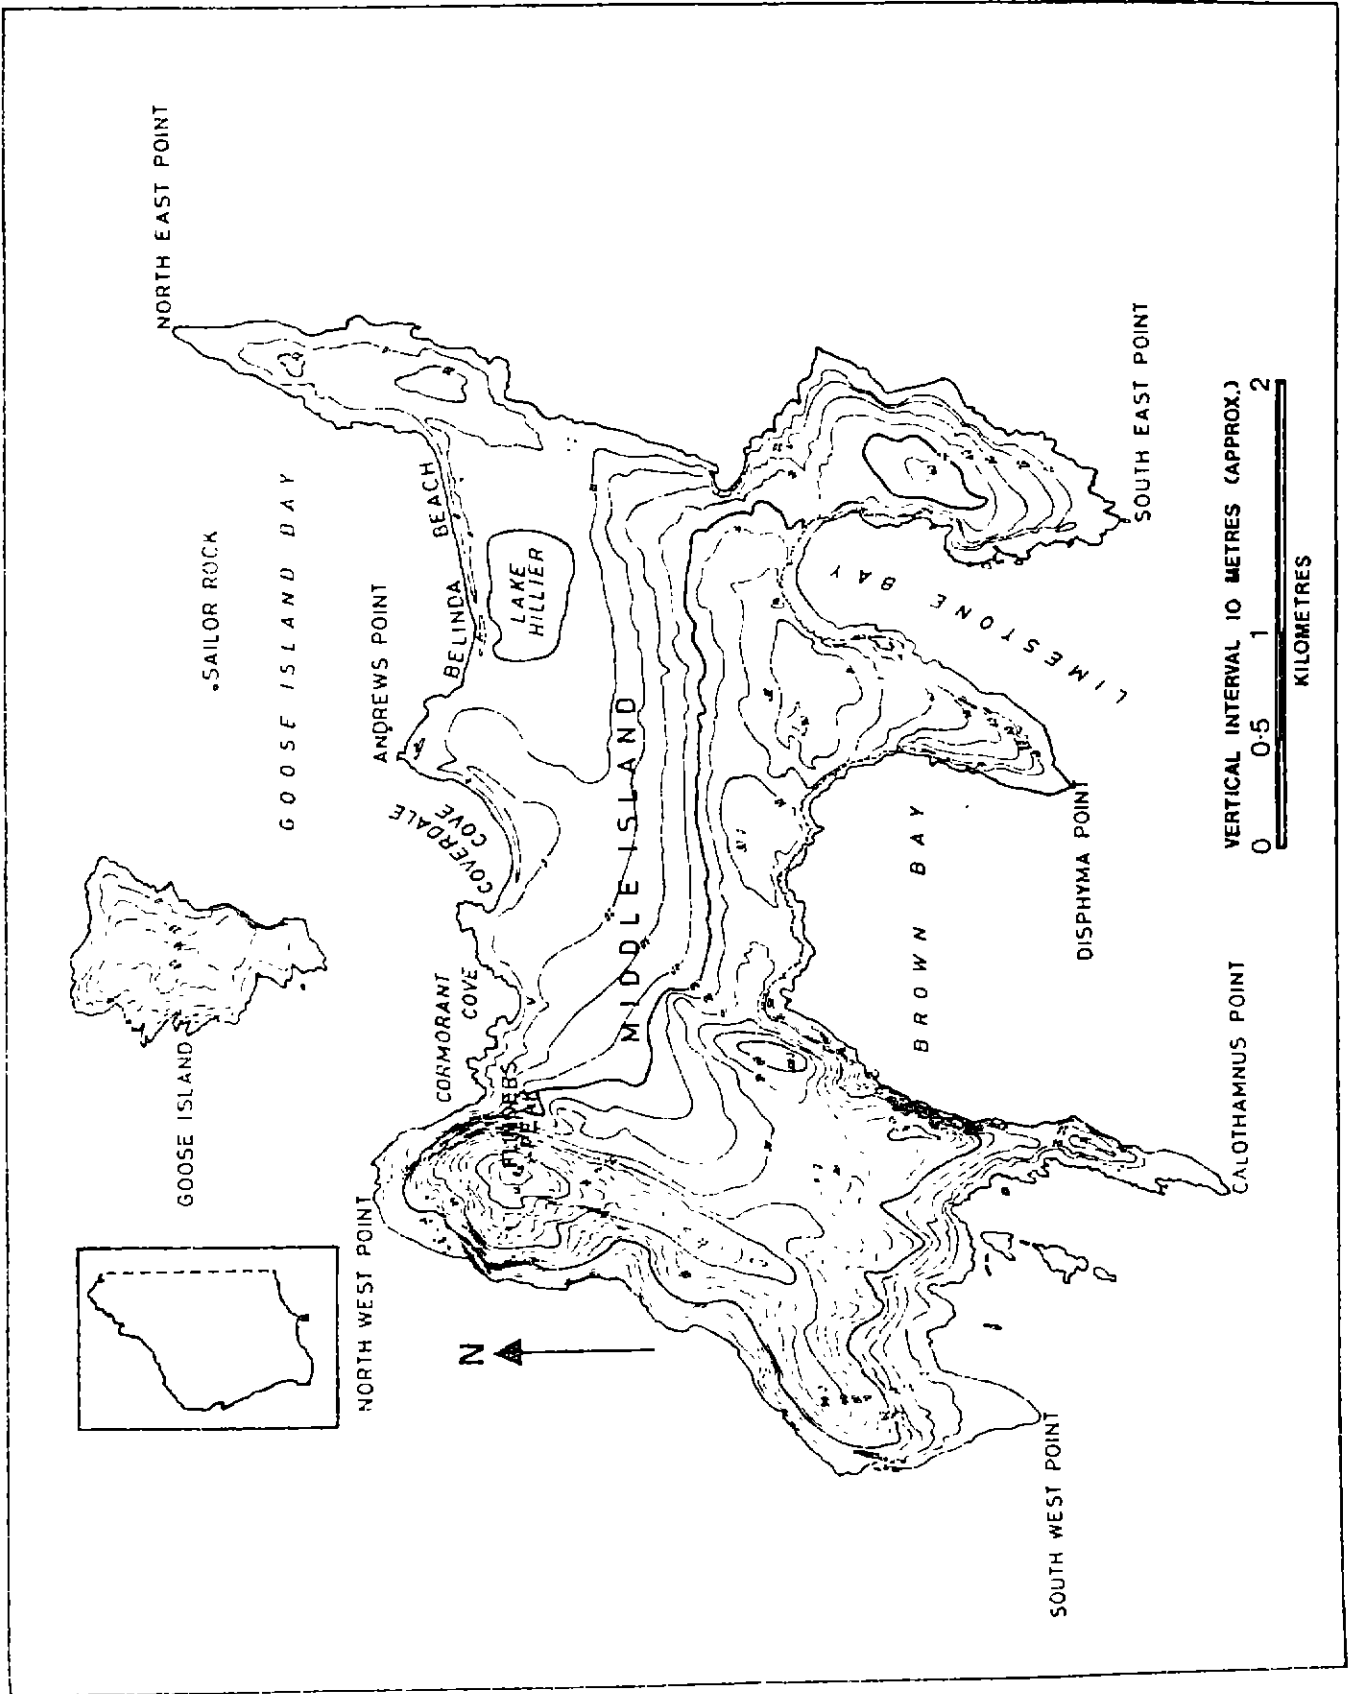 NORTH EAST POINT
SAILOR ROCK
GOOSE ISLAND BAY
GOOSE ISLAND
ANDREWS POINT
BELINDA BEACH
COVERDALE
COVE
CORMORANT
COVE
NORTH WEST POINT
FLINDERS
PEAK
LAKE
HILLIER
MIDDLE ISLAND
N
LIMESTONE BAY
BROWN BAY
SOUTH EAST POINT
DISPHYMA POINT
CALOTHAMNUS POINT
SOUTH WEST POINT
VERTICAL INTERVAL 10 METRES (APPROX.)
0 0·5 1 2
KILOMETRES